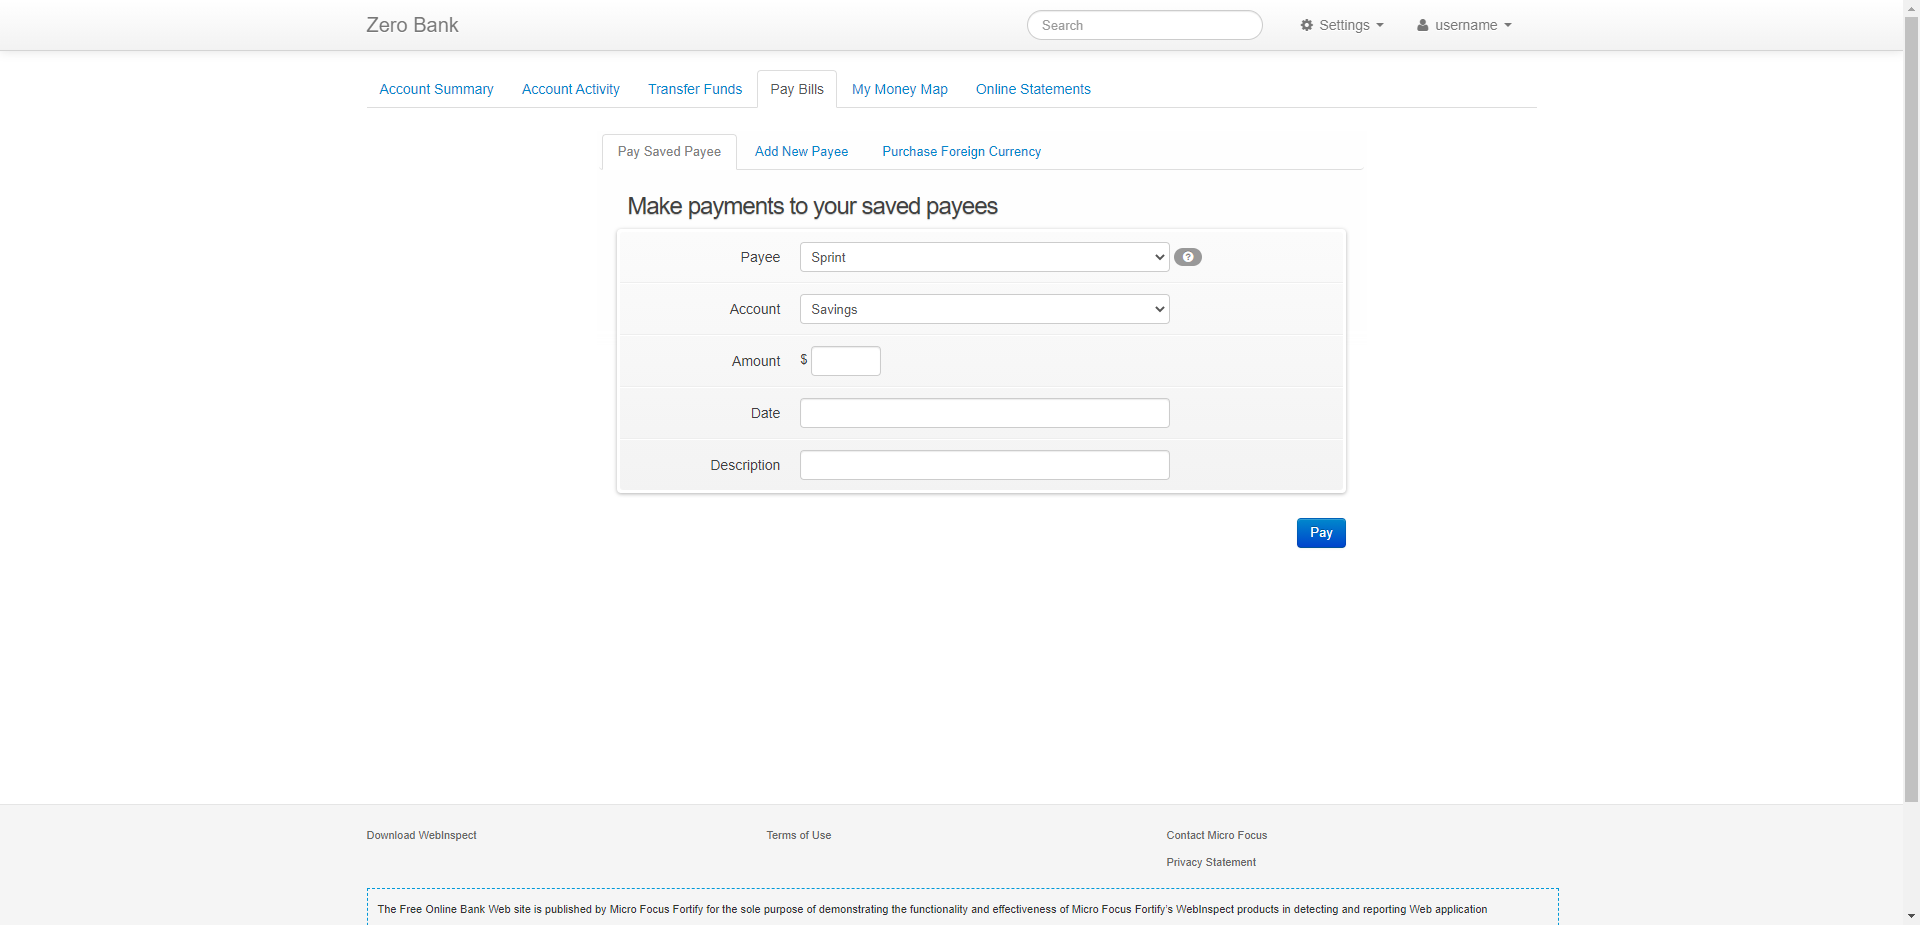 Zero Bank
Search
Settings
username
Account Summary
Account Activity
Transfer Funds
Pay Bills
My Money Map
Online Statements
Pay Saved Payee
Add New Payee
Purchase Foreign Currency
Make payments to your saved payees
Payee
Sprint
?
Account
Savings
Amount
$
Date
Description
Pay
Download WebInspect
Terms of Use
Contact Micro Focus
Privacy Statement
The Free Online Bank Web site is published by Micro Focus Fortify for the sole purpose of demonstrating the functionality and effectiveness of Micro Focus Fortify's WebInspect products in detecting and reporting Web application